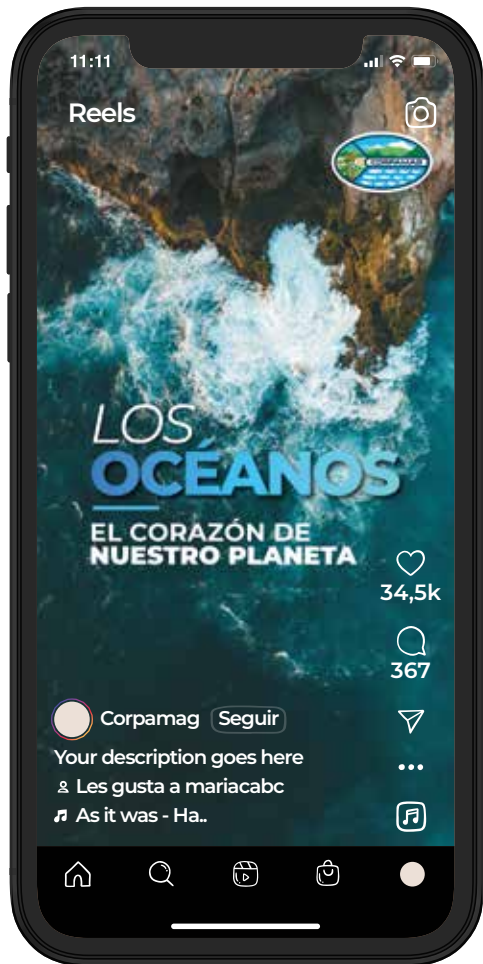 11:11
Reels
CORPAMAG
LOS
OCÉANOS
EL CORAZÓN DE
NUESTRO PLANETA
34,5k
367
Corpamag Seguir
Your description goes here
Les gusta a mariacabc
As it was - Ha..